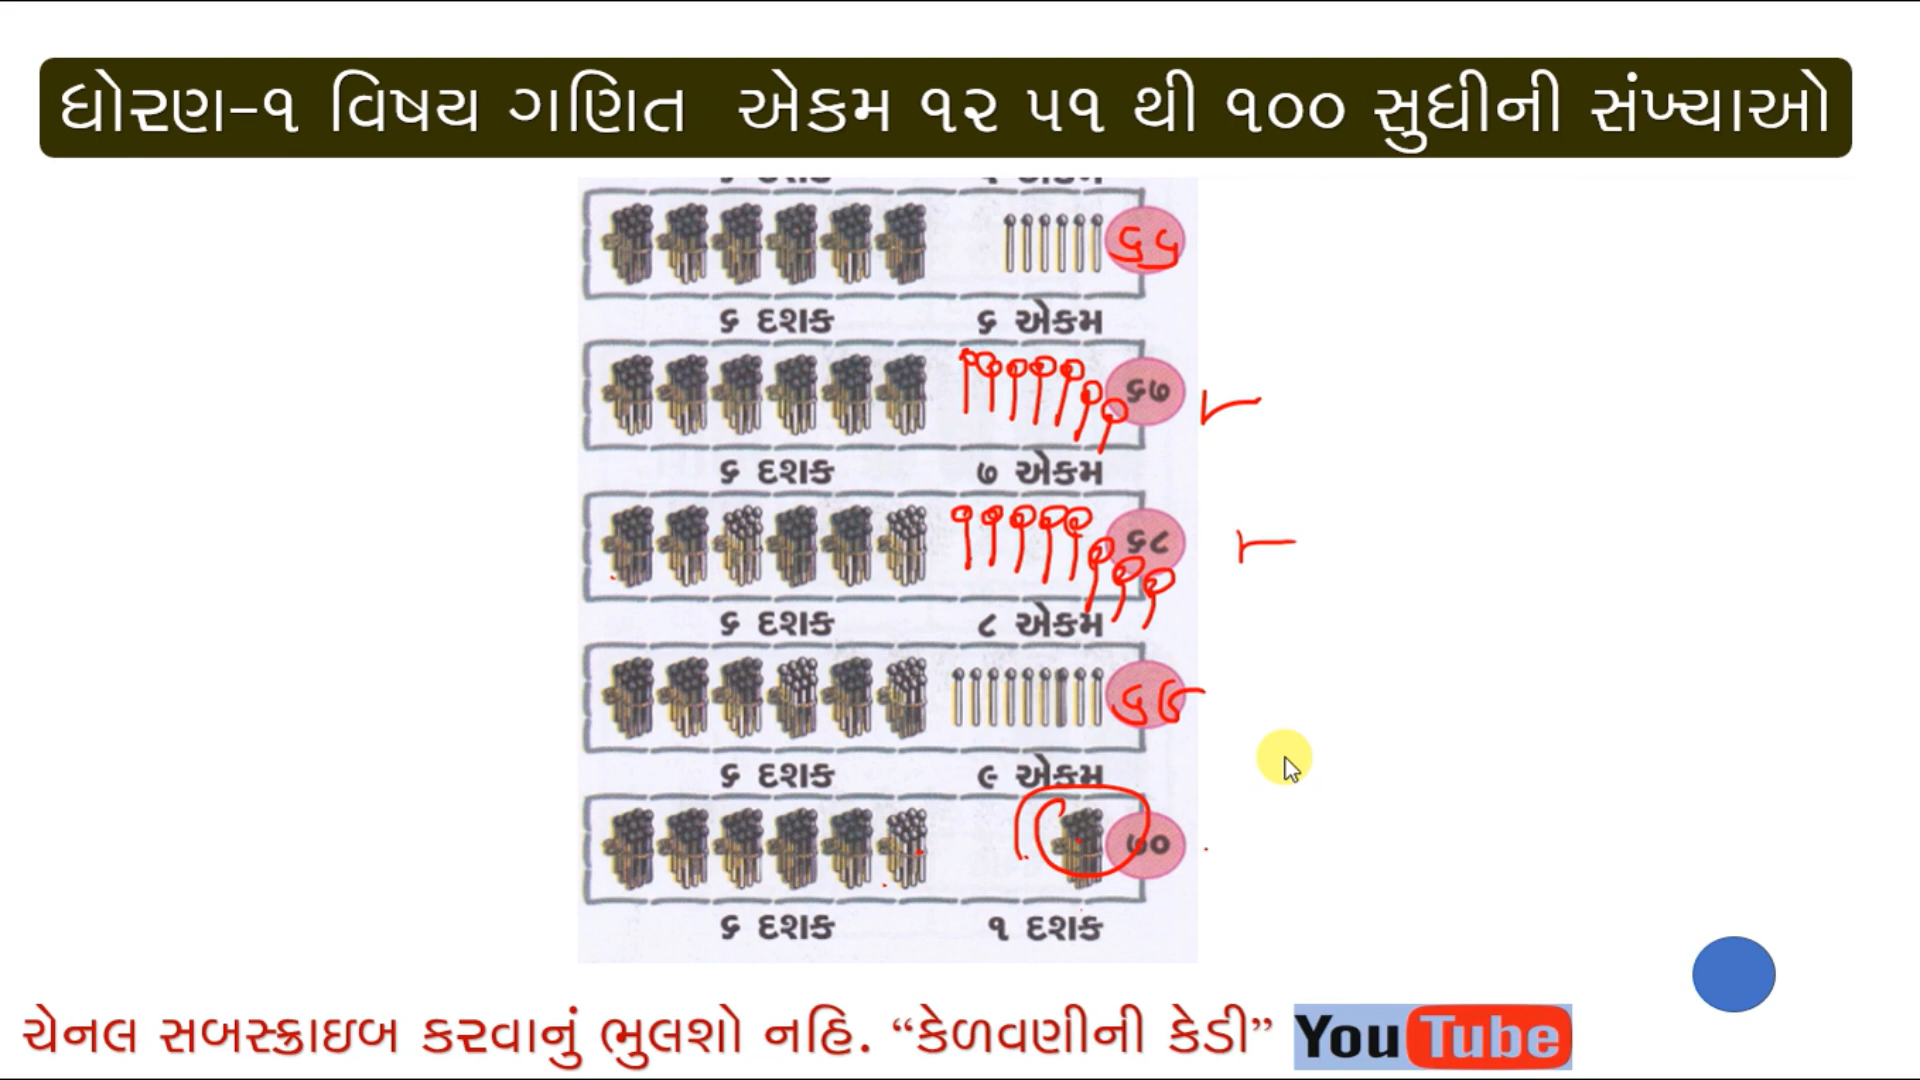 ધોરણ-૧ વિષય ગણિત એકમ ૧૨ ૫૧ થી ૧૦૦ સુધીની સંખ્યાઓ
૬૬
૬ દશક ૬ એકમ
૬૭
૬ દશક ૭ એકમ
૬૮
૬ દશક ૮ એકમ
૬૯
૬ દશક ૯ એકમ
૭૦
૬ દશક ૧ દશક
ચેનલ સબસ્ક્રાઇબ કરવાનું ભુલશો નહિ. “કેળવણીની કેડી” YouTube